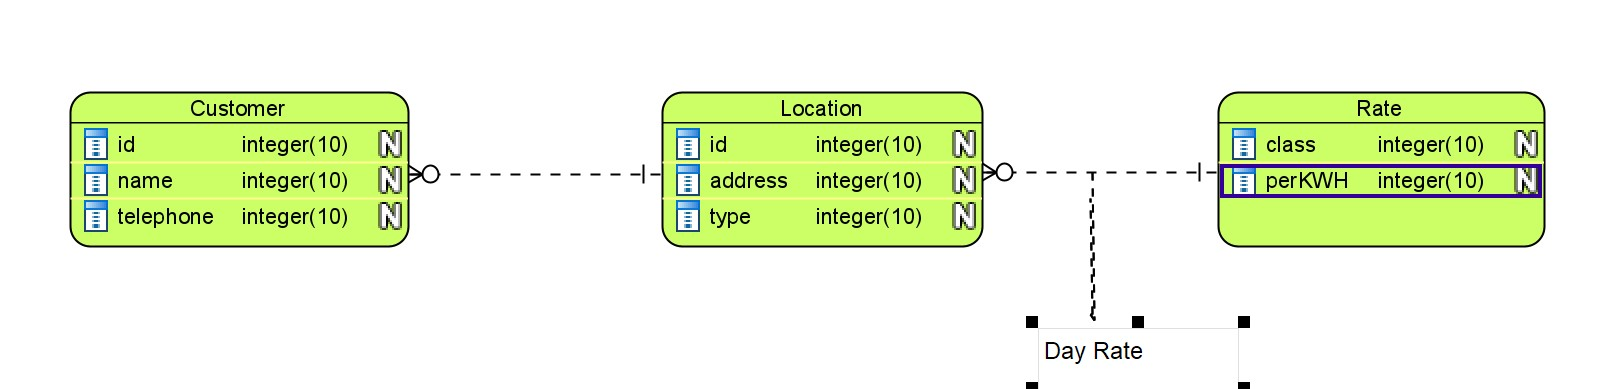 Customer
id integer(10) N
name integer(10) N
telephone integer(10) N
Location
id integer(10) N
address integer(10) N
type integer(10) N
Rate
class integer(10) N
perKWH integer(10) N
Day Rate